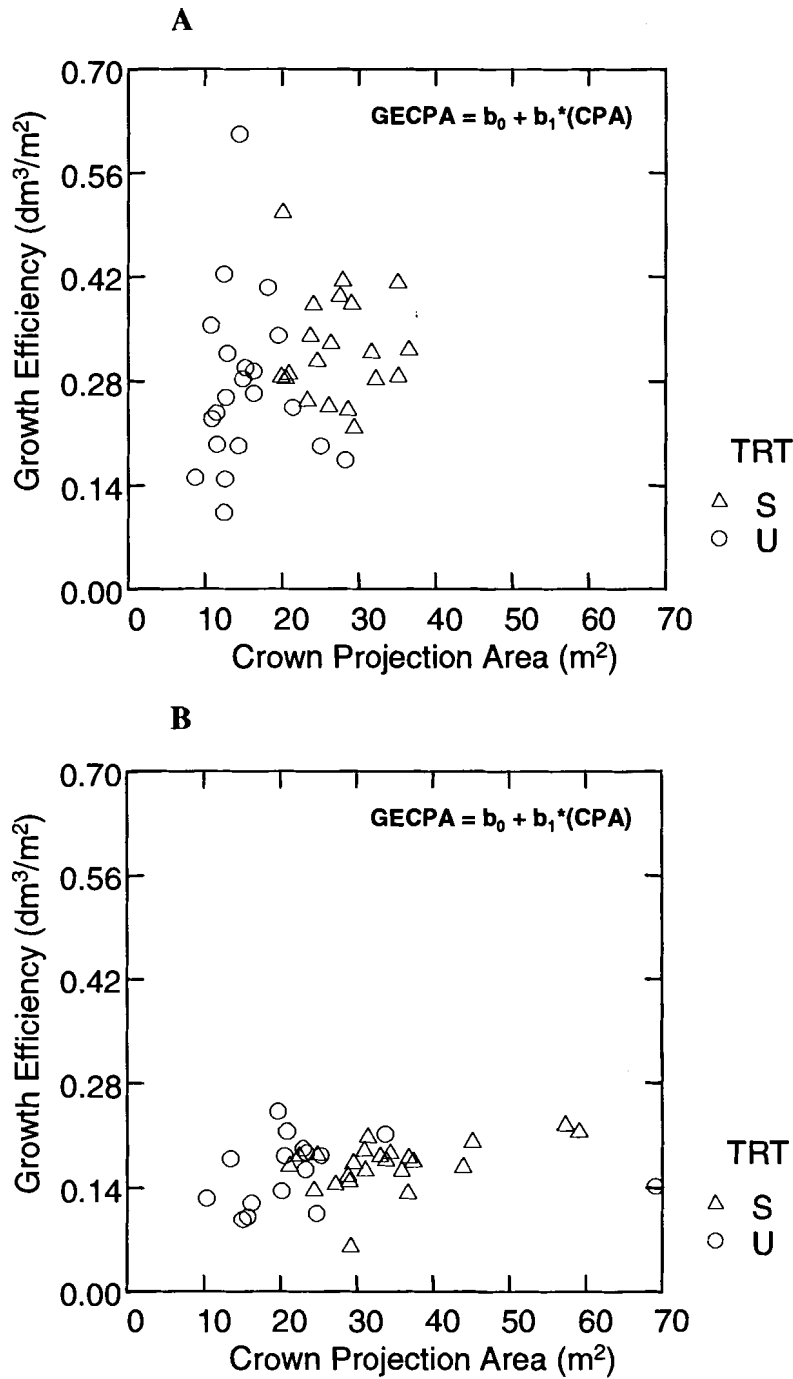 A
0.70
0.56
0.42
0.28
0.14
0.00
Growth Efficiency (dm³/m²)
GECPA = b₀ + b₁*(CPA)
TRT
S
U
0 10 20 30 40 50 60 70
Crown Projection Area (m²)
B
0.70
0.56
0.42
0.28
0.14
0.00
Growth Efficiency (dm³/m²)
GECPA = b₀ + b₁*(CPA)
TRT
S
U
0 10 20 30 40 50 60 70
Crown Projection Area (m²)